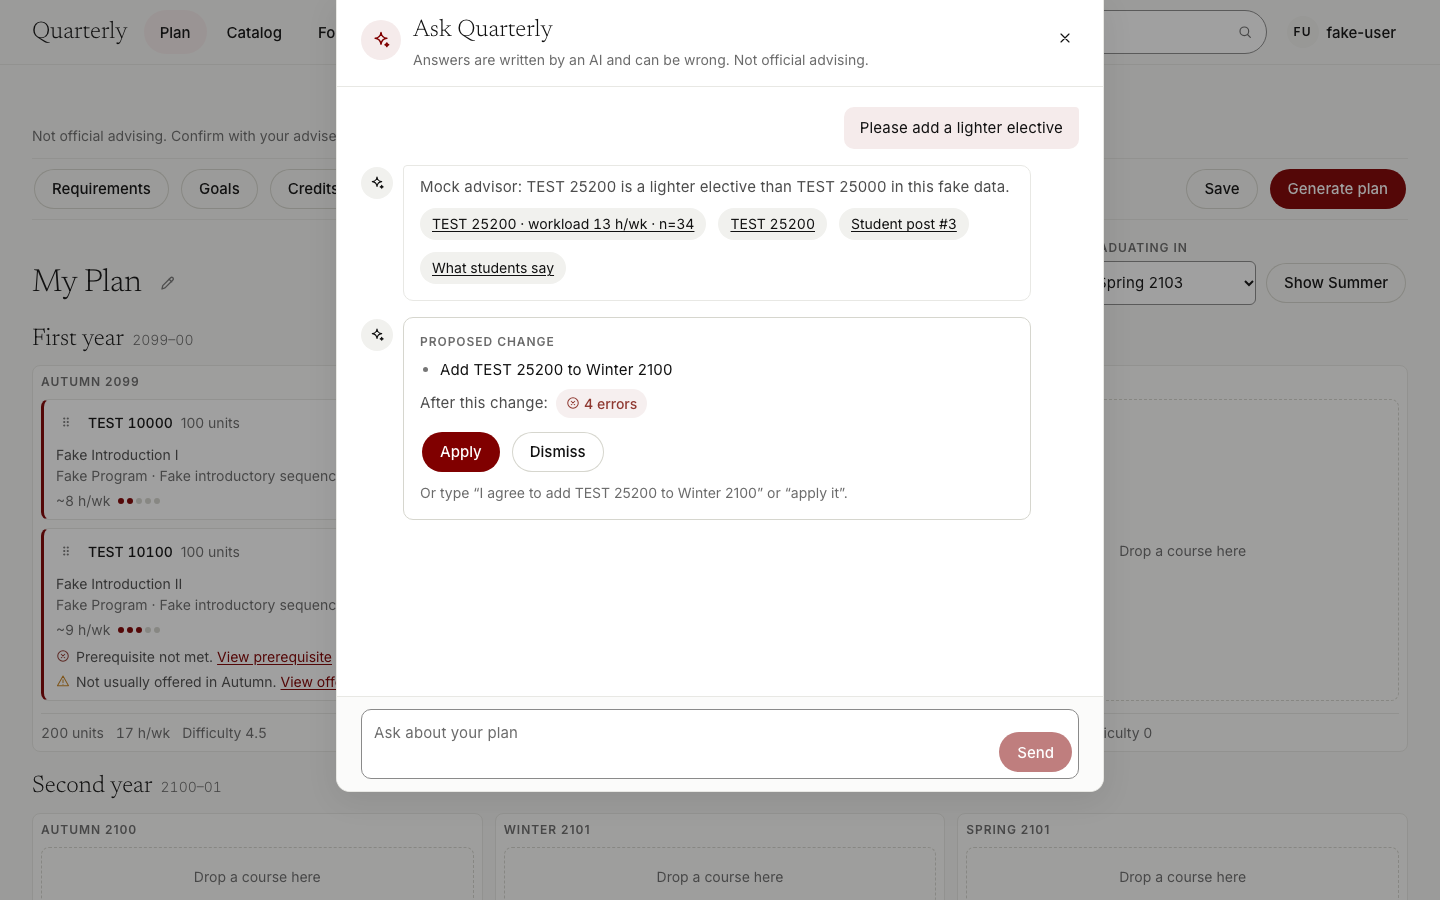 Quarterly
Plan
Catalog
Fo
FU
fake-user
Ask Quarterly
Answers are written by an AI and can be wrong. Not official advising.
Please add a lighter elective
Mock advisor: TEST 25200 is a lighter elective than TEST 25000 in this fake data.
TEST 25200 · workload 13 h/wk · n=34
TEST 25200
Student post #3
What students say
PROPOSED CHANGE
• Add TEST 25200 to Winter 2100
After this change: 4 errors
Apply
Dismiss
Or type “I agree to add TEST 25200 to Winter 2100” or “apply it”.
Ask about your plan
Send
Not official advising. Confirm with your advise
Requirements
Goals
Credits
Save
Generate plan
My Plan
ADUATING IN
Spring 2103
Show Summer
First year 2099–00
AUTUMN 2099
TEST 10000 100 units
Fake Introduction I
Fake Program · Fake introductory sequenc
~8 h/wk
TEST 10100 100 units
Fake Introduction II
Fake Program · Fake introductory sequenc
~9 h/wk
Prerequisite not met. View prerequisite
Not usually offered in Autumn. View off
200 units 17 h/wk Difficulty 4.5
Drop a course here
iculty 0
Second year 2100–01
AUTUMN 2100
Drop a course here
WINTER 2101
Drop a course here
SPRING 2101
Drop a course here